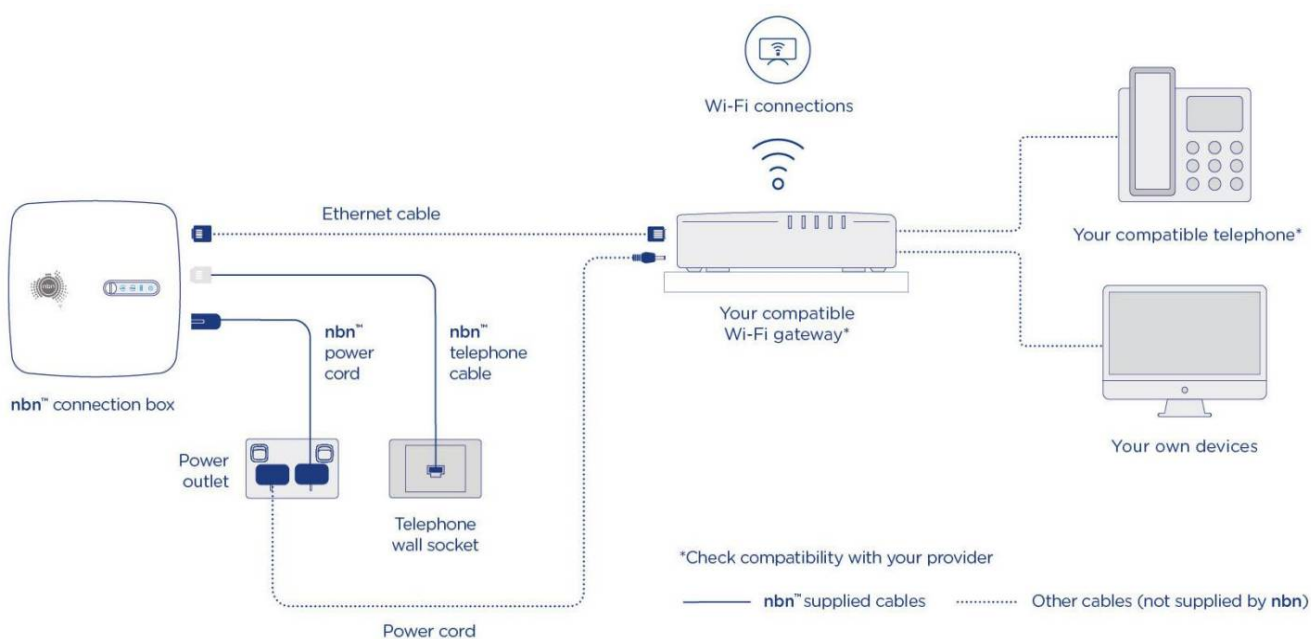 Wi-Fi connections
Ethernet cable
Your compatible telephone*
nbn
nbn™
power
cord
nbn™
telephone
cable
Your compatible
Wi-Fi gateway*
nbn™ connection box
Power
outlet
Your own devices
Telephone
wall socket
*Check compatibility with your provider
nbn™ supplied cables
Other cables (not supplied by nbn)
Power cord